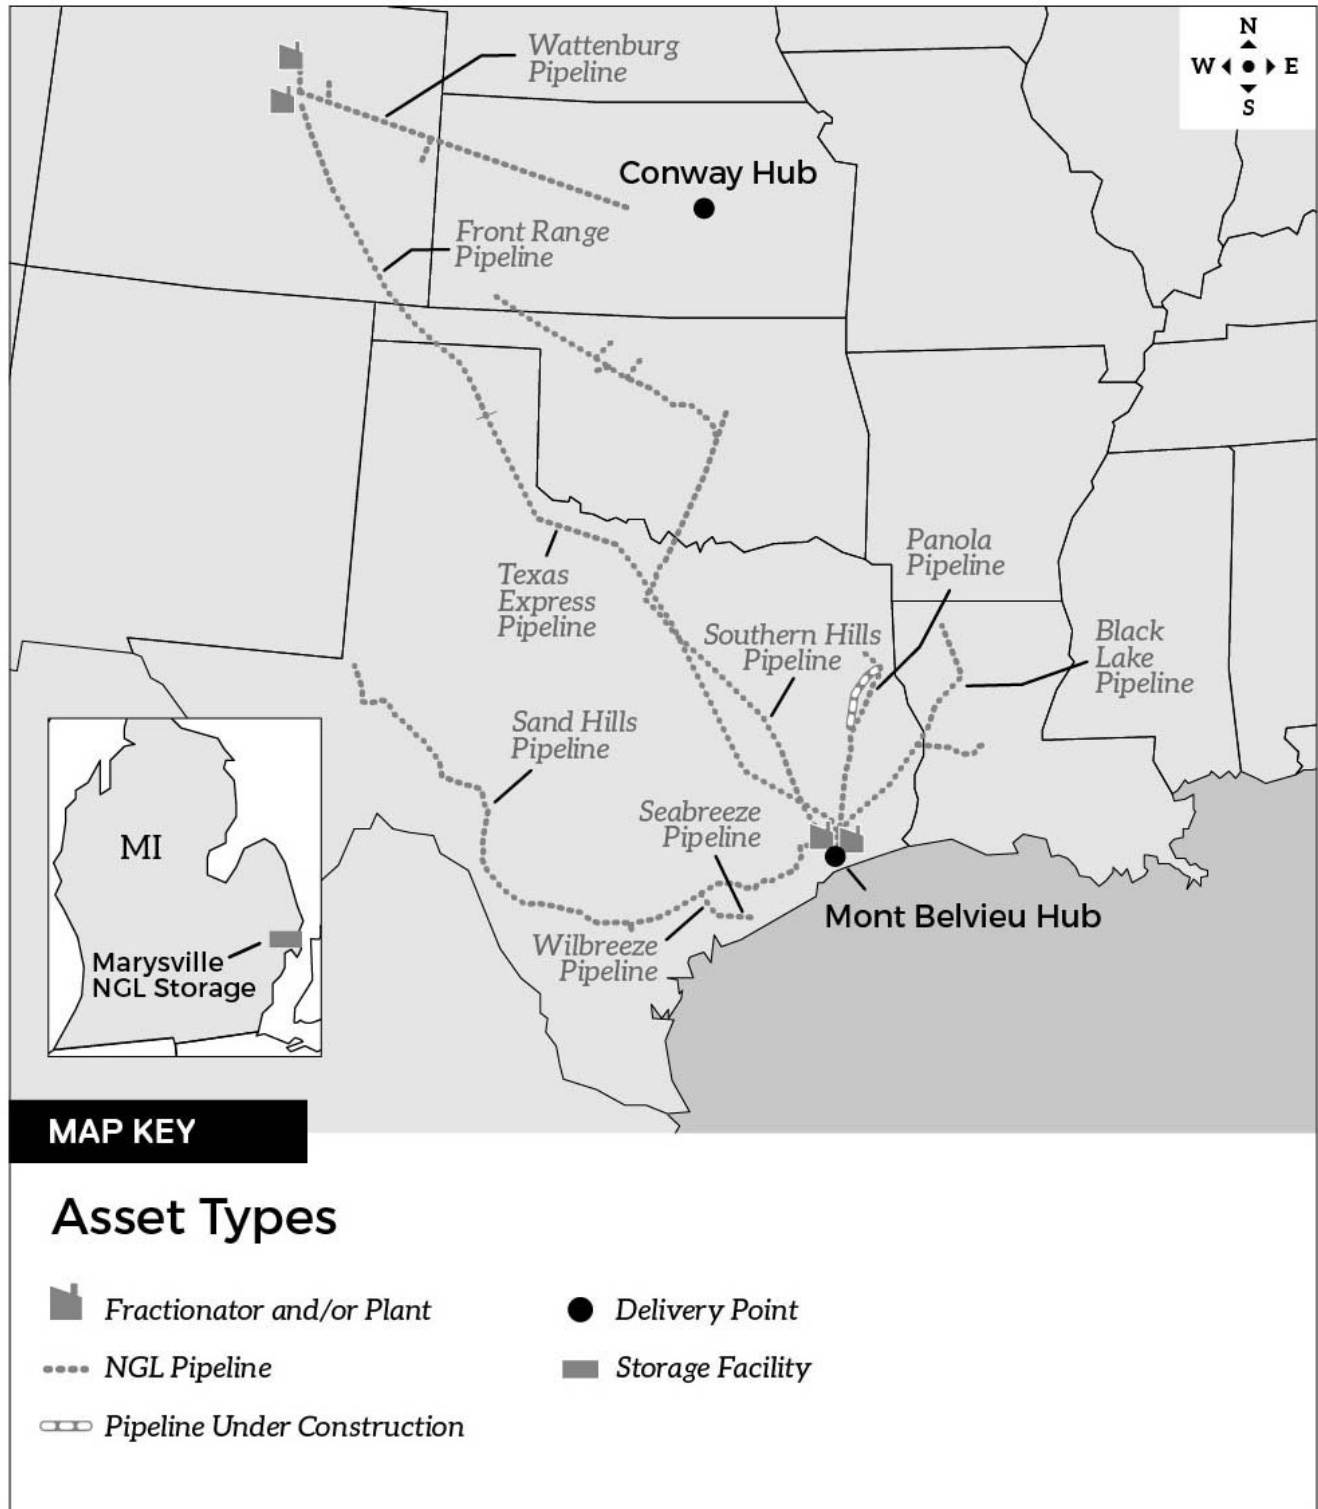 N
W E
S
Wattenburg
Pipeline
Conway Hub
Front Range
Pipeline
Panola
Pipeline
Texas
Express
Pipeline
Southern Hills
Pipeline
Black
Lake
Pipeline
Sand Hills
Pipeline
Seabreeze
Pipeline
MI
Mont Belvieu Hub
Wilbreeze
Pipeline
Marysville
NGL Storage
MAP KEY
Asset Types
Fractionator and/or Plant
Delivery Point
NGL Pipeline
Storage Facility
Pipeline Under Construction